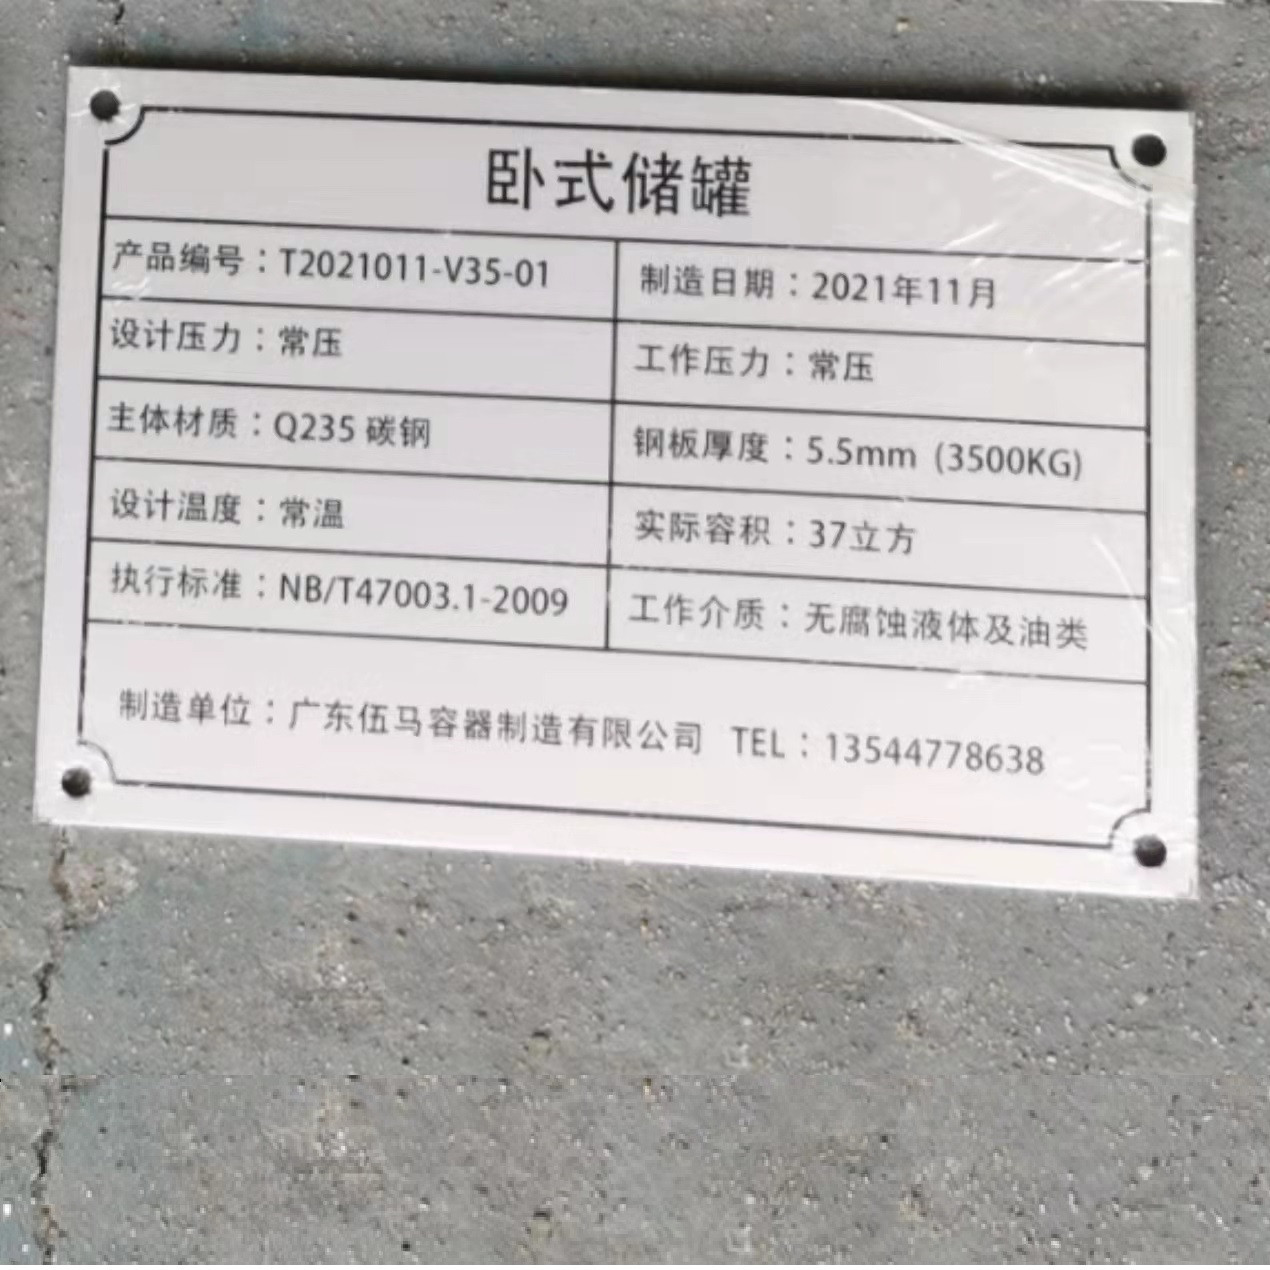 卧式储罐
产品编号：T2021011-V35-01 制造日期：2021年11月
设计压力：常压 工作压力：常压
主体材质：Q235 碳钢 钢板厚度：5.5mm (3500KG)
设计温度：常温 实际容积：37立方
执行标准：NB/T47003.1-2009 工作介质：无腐蚀液体及油类
制造单位：广东伍马容器制造有限公司 TEL：13544778638